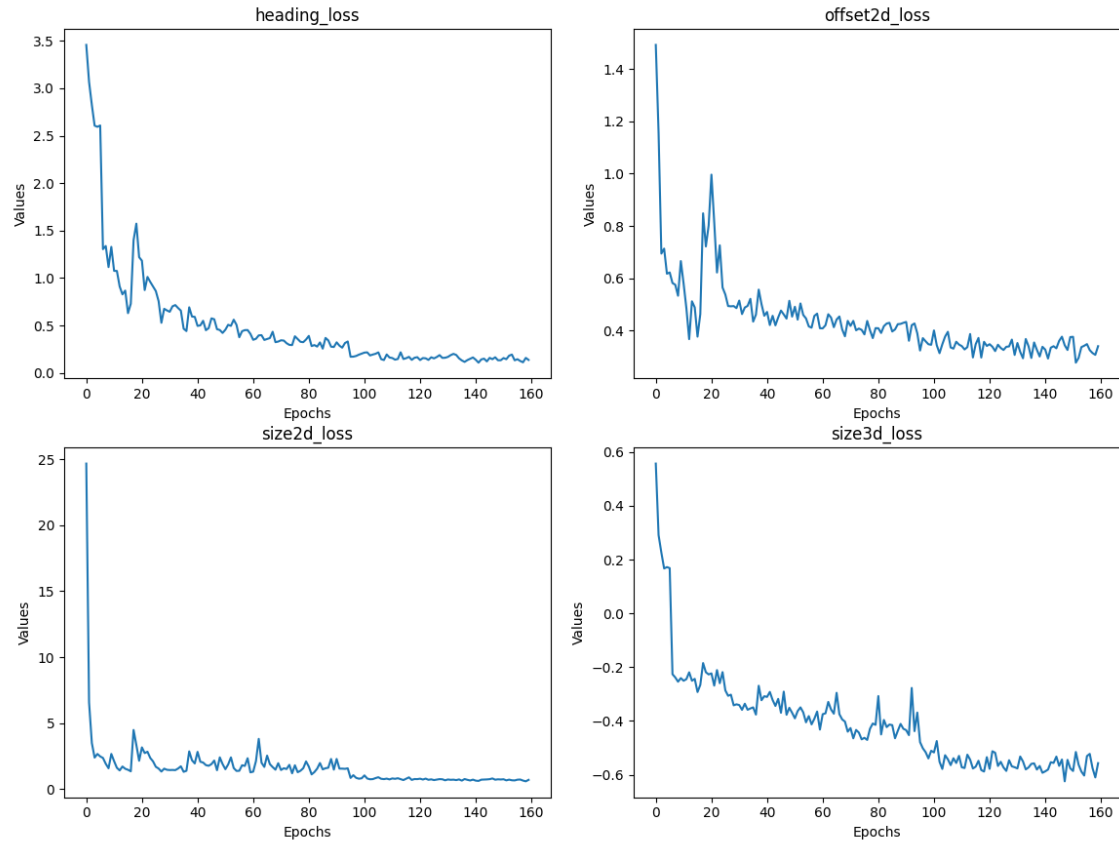 heading_loss
3.5
3.0
2.5
2.0
1.5
1.0
0.5
0.0
Values
0 20 40 60 80 100 120 140 160
Epochs
offset2d_loss
1.4
1.2
1.0
0.8
0.6
0.4
Values
0 20 40 60 80 100 120 140 160
Epochs
size2d_loss
25
20
15
10
5
0
Values
0 20 40 60 80 100 120 140 160
Epochs
size3d_loss
0.6
0.4
0.2
0.0
−0.2
−0.4
−0.6
Values
0 20 40 60 80 100 120 140 160
Epochs